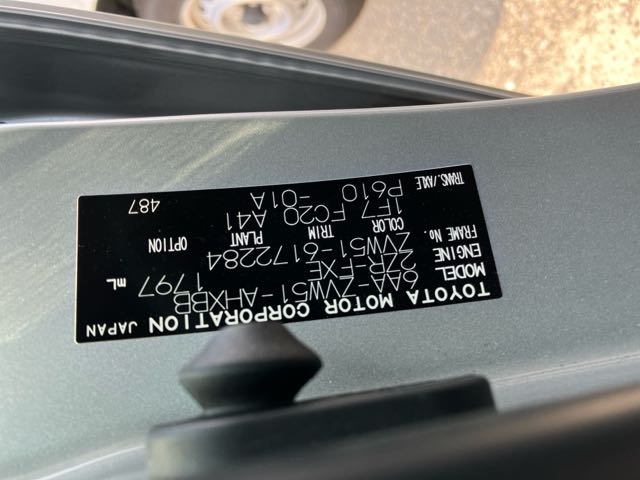 TOYOTA MOTOR CORPORATION JAPAN
MODEL 6AA-ZVW51-AHXBB
ENGINE 2ZR-FXE 1797 mL
FRAME No. ZVW51-6172284
COLOR TRIM PLANT OPTION
1F7 FC20 A41
TRANS./AXLE P610 -01A
487